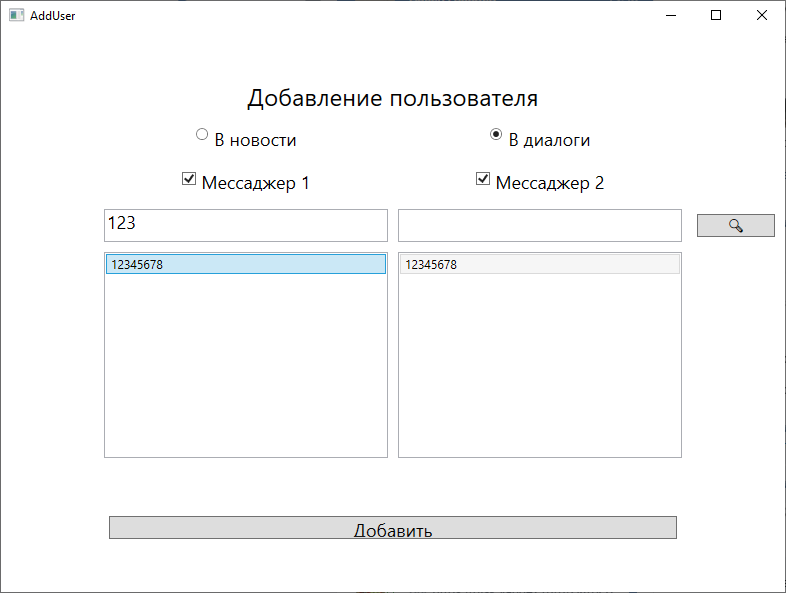 AddUser
Добавление пользователя
В новости
В диалоги
Мессаджер 1
Мессаджер 2
123
12345678
12345678
Добавить